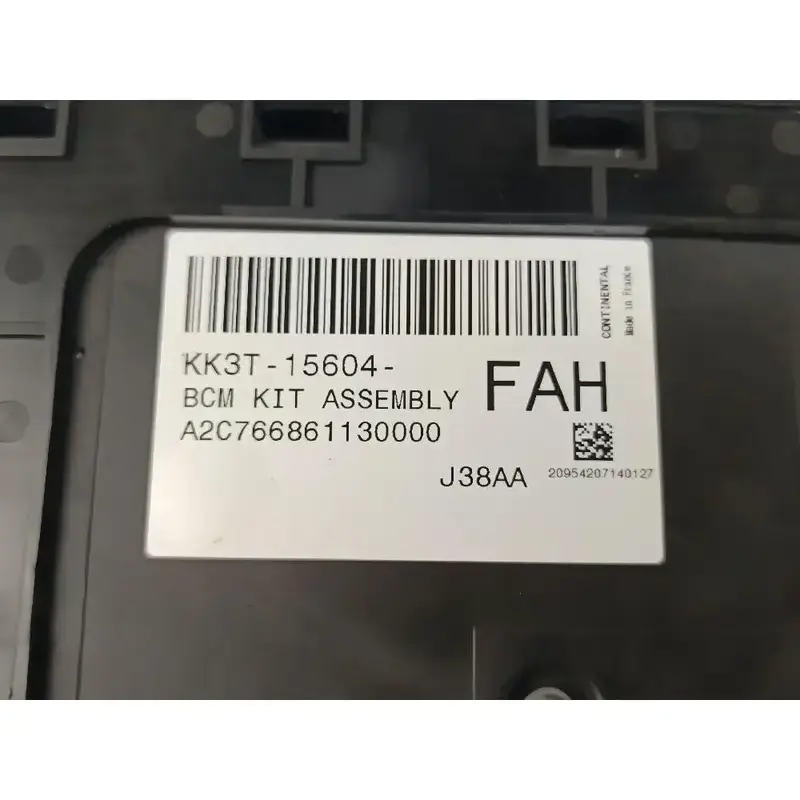 CONTINENTAL
Made in France
KK3T-15604-
FAH
BCM KIT ASSEMBLY
A2C766861130000
J38AA
20954207140127